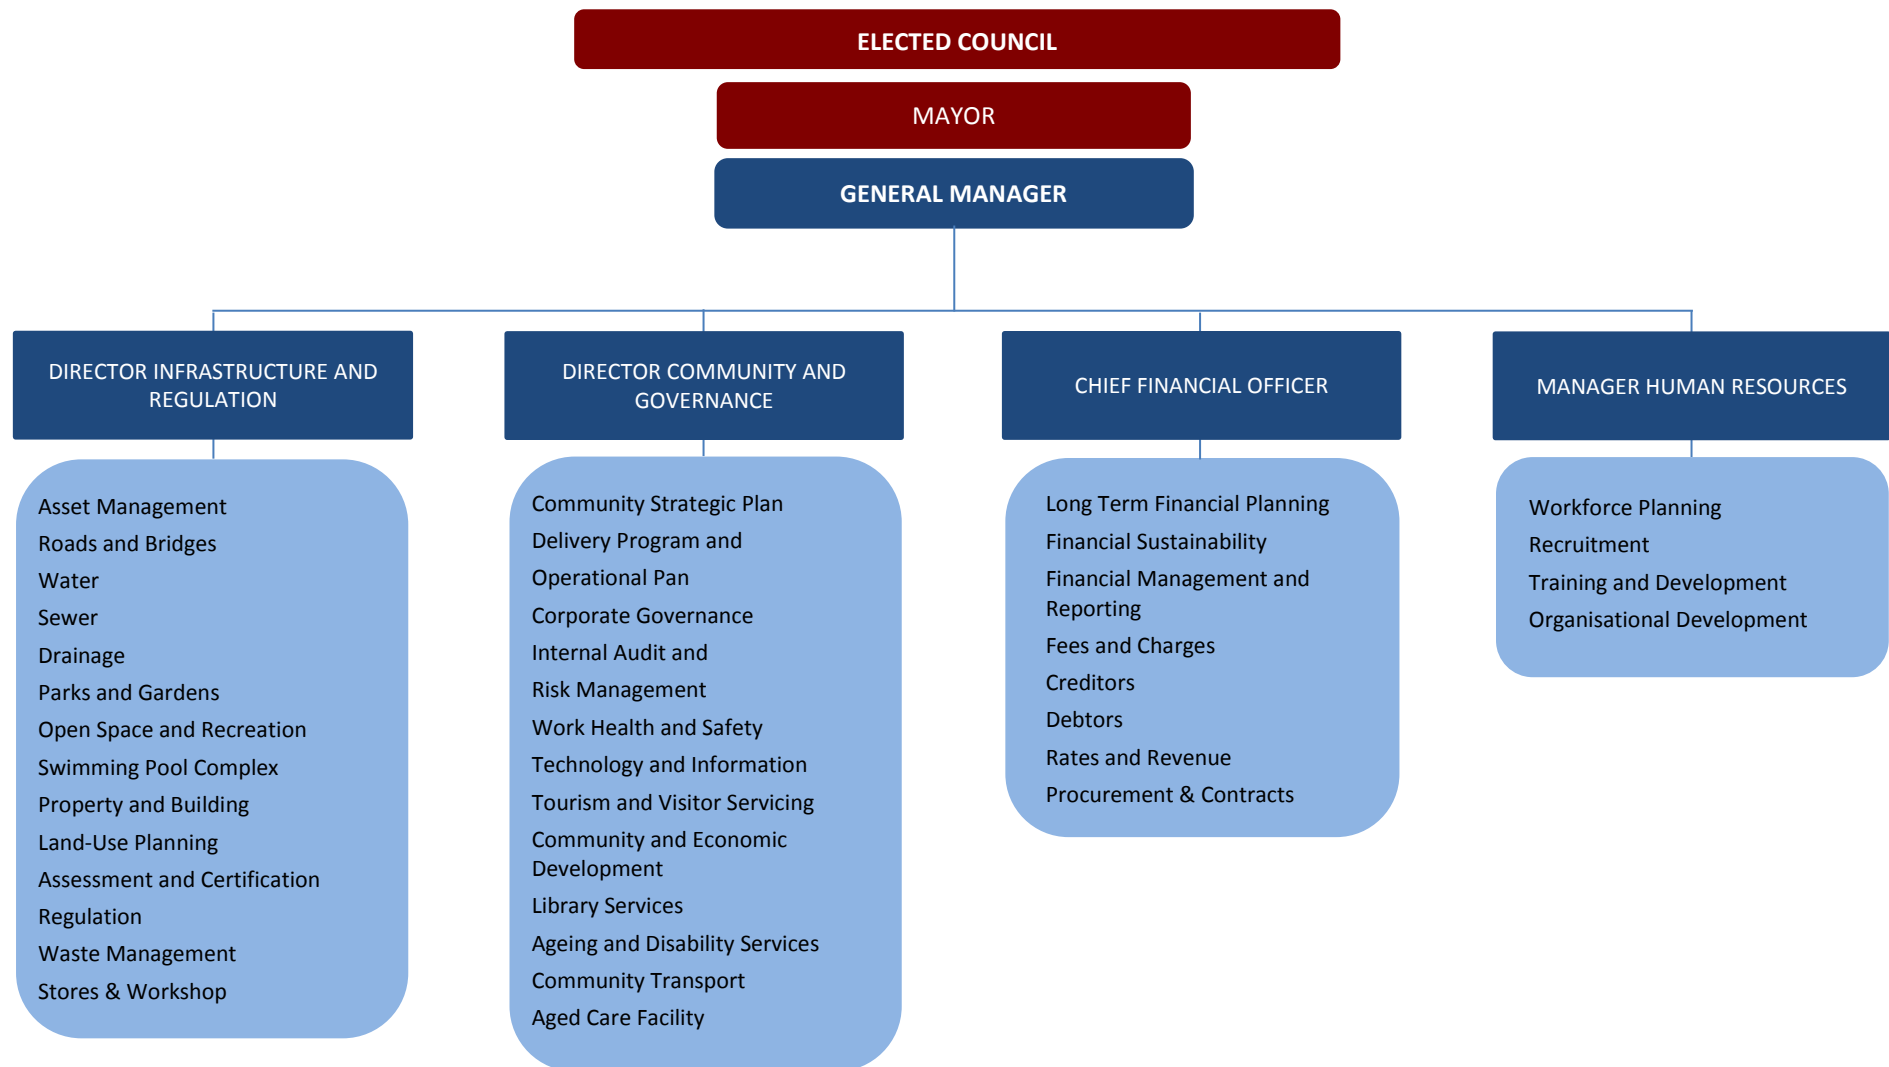 ELECTED COUNCIL
MAYOR
GENERAL MANAGER
DIRECTOR INFRASTRUCTURE AND
REGULATION
Asset Management
Roads and Bridges
Water
Sewer
Drainage
Parks and Gardens
Open Space and Recreation
Swimming Pool Complex
Property and Building
Land-Use Planning
Assessment and Certification
Regulation
Waste Management
Stores & Workshop
DIRECTOR COMMUNITY AND
GOVERNANCE
Community Strategic Plan
Delivery Program and
Operational Pan
Corporate Governance
Internal Audit and
Risk Management
Work Health and Safety
Technology and Information
Tourism and Visitor Servicing
Community and Economic
Development
Library Services
Ageing and Disability Services
Community Transport
Aged Care Facility
CHIEF FINANCIAL OFFICER
Long Term Financial Planning
Financial Sustainability
Financial Management and
Reporting
Fees and Charges
Creditors
Debtors
Rates and Revenue
Procurement & Contracts
MANAGER HUMAN RESOURCES
Workforce Planning
Recruitment
Training and Development
Organisational Development